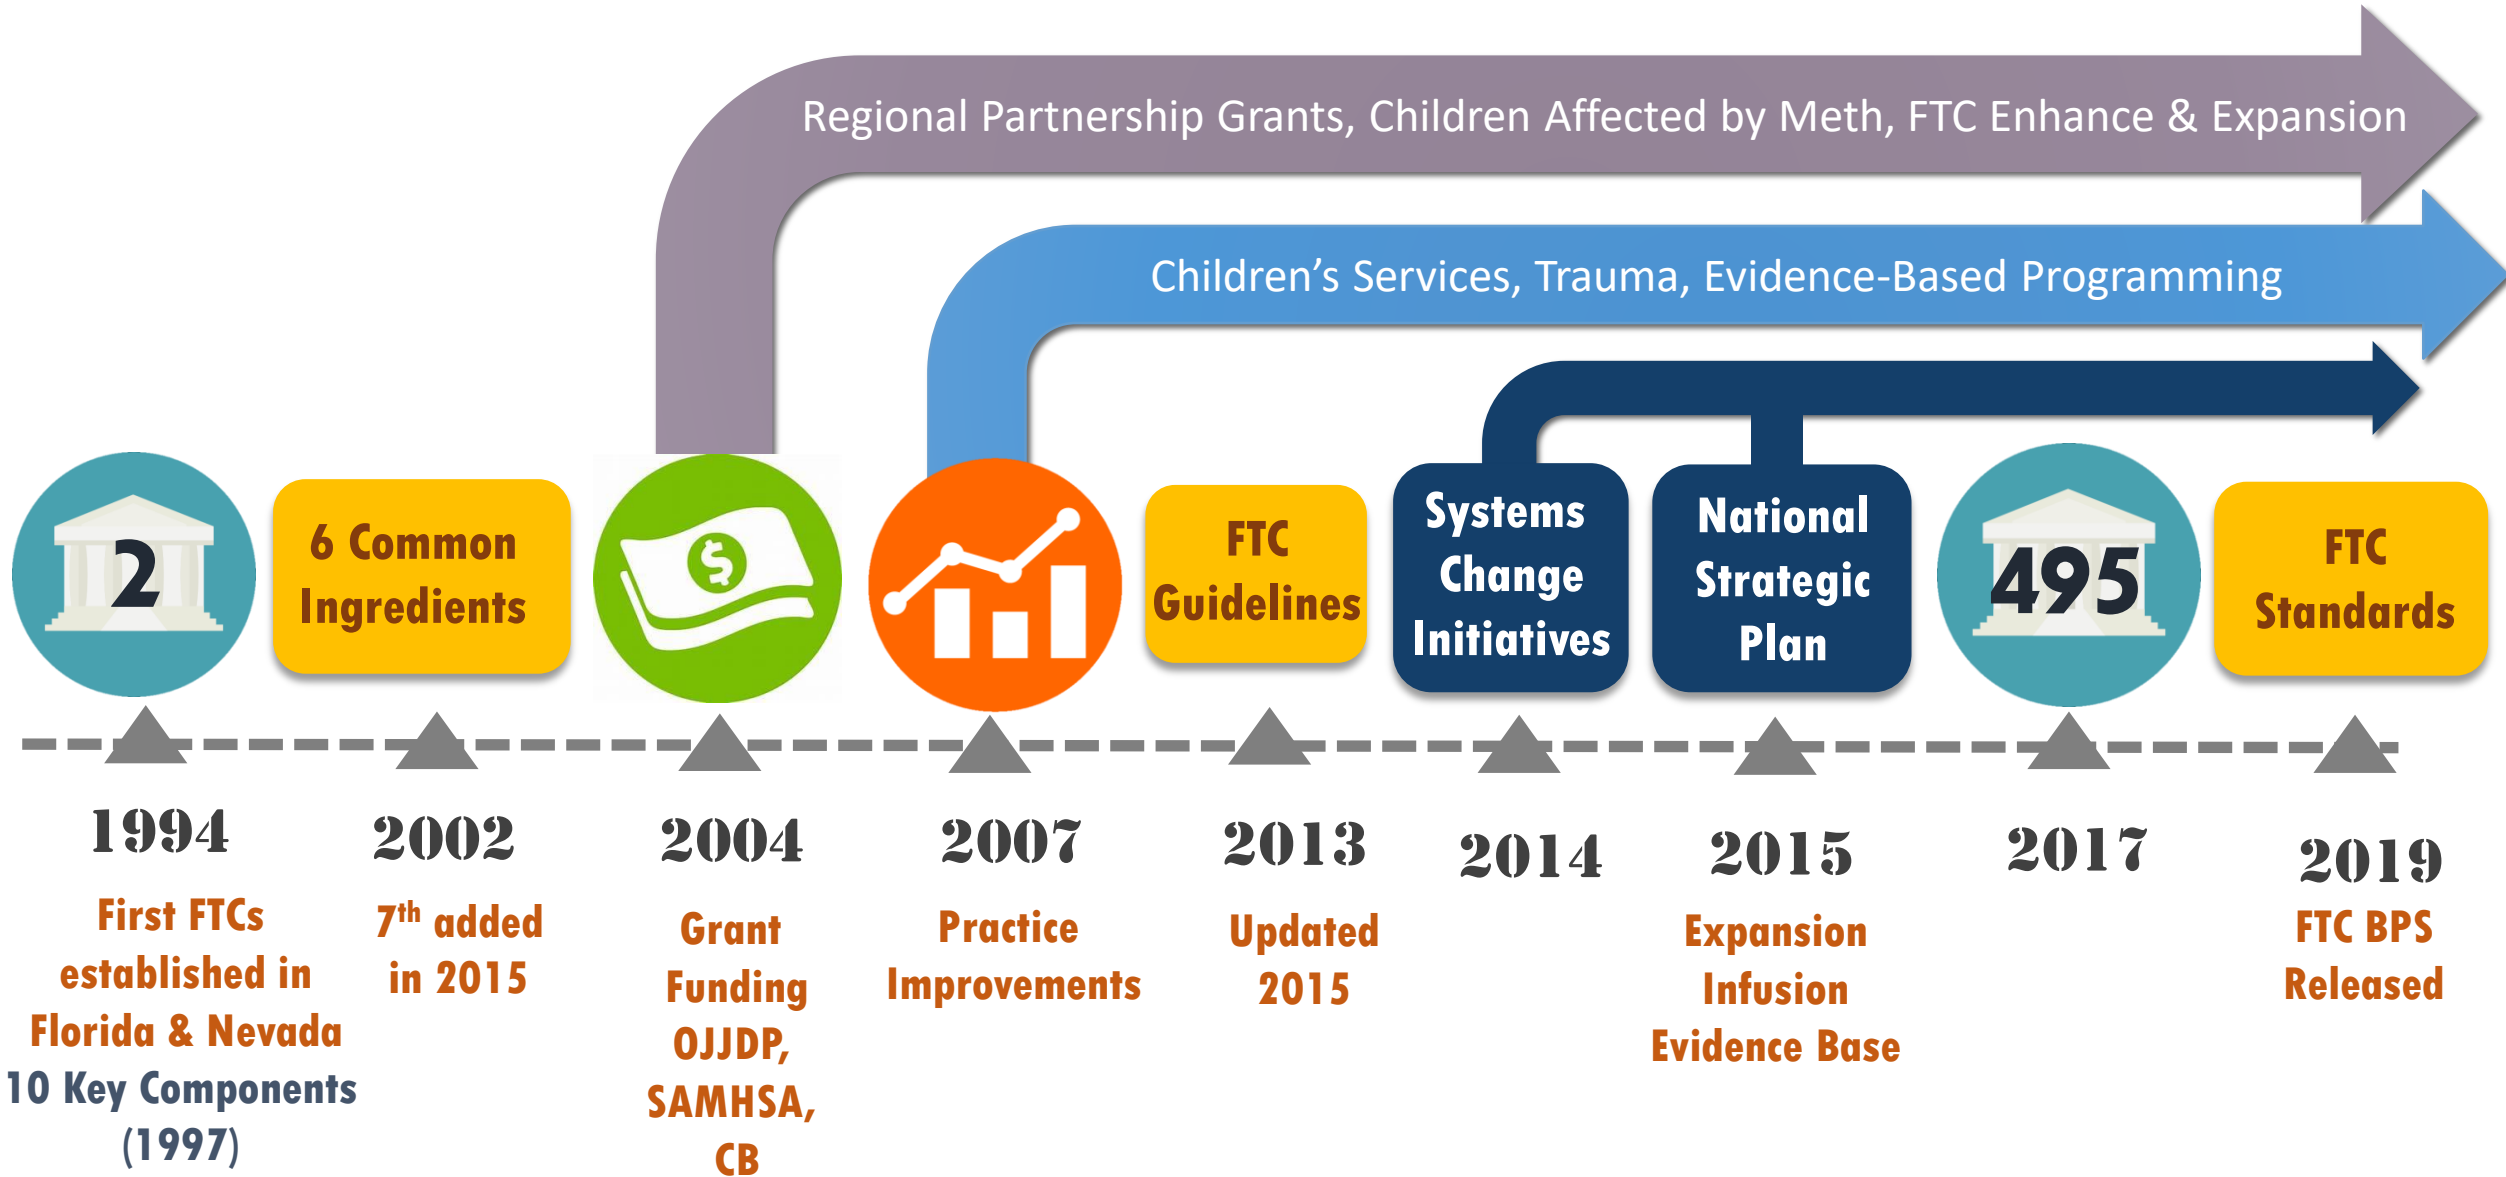 Regional Partnership Grants, Children Affected by Meth, FTC Enhance & Expansion
Children's Services, Trauma, Evidence-Based Programming
2
6 Common
Ingredients
$
FTC
Guidelines
Systems
Change
Initiatives
National
Strategic
Plan
495
FTC
Standards
1994
First FTCs
established in
Florida & Nevada
10 Key Components
(1997)
2002
7th added
in 2015
2004
Grant
Funding
OJJDP,
SAMHSA,
CB
2007
Practice
Improvements
2013
Updated
2015
2014
2015
Expansion
Infusion
Evidence Base
2017
2019
FTC BPS
Released